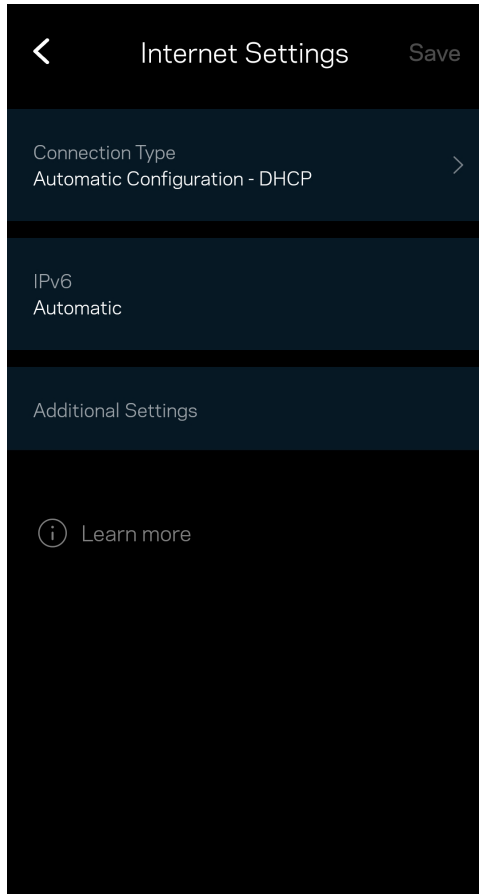 Internet Settings Save
Connection Type
Automatic Configuration - DHCP
IPv6
Automatic
Additional Settings
Learn more